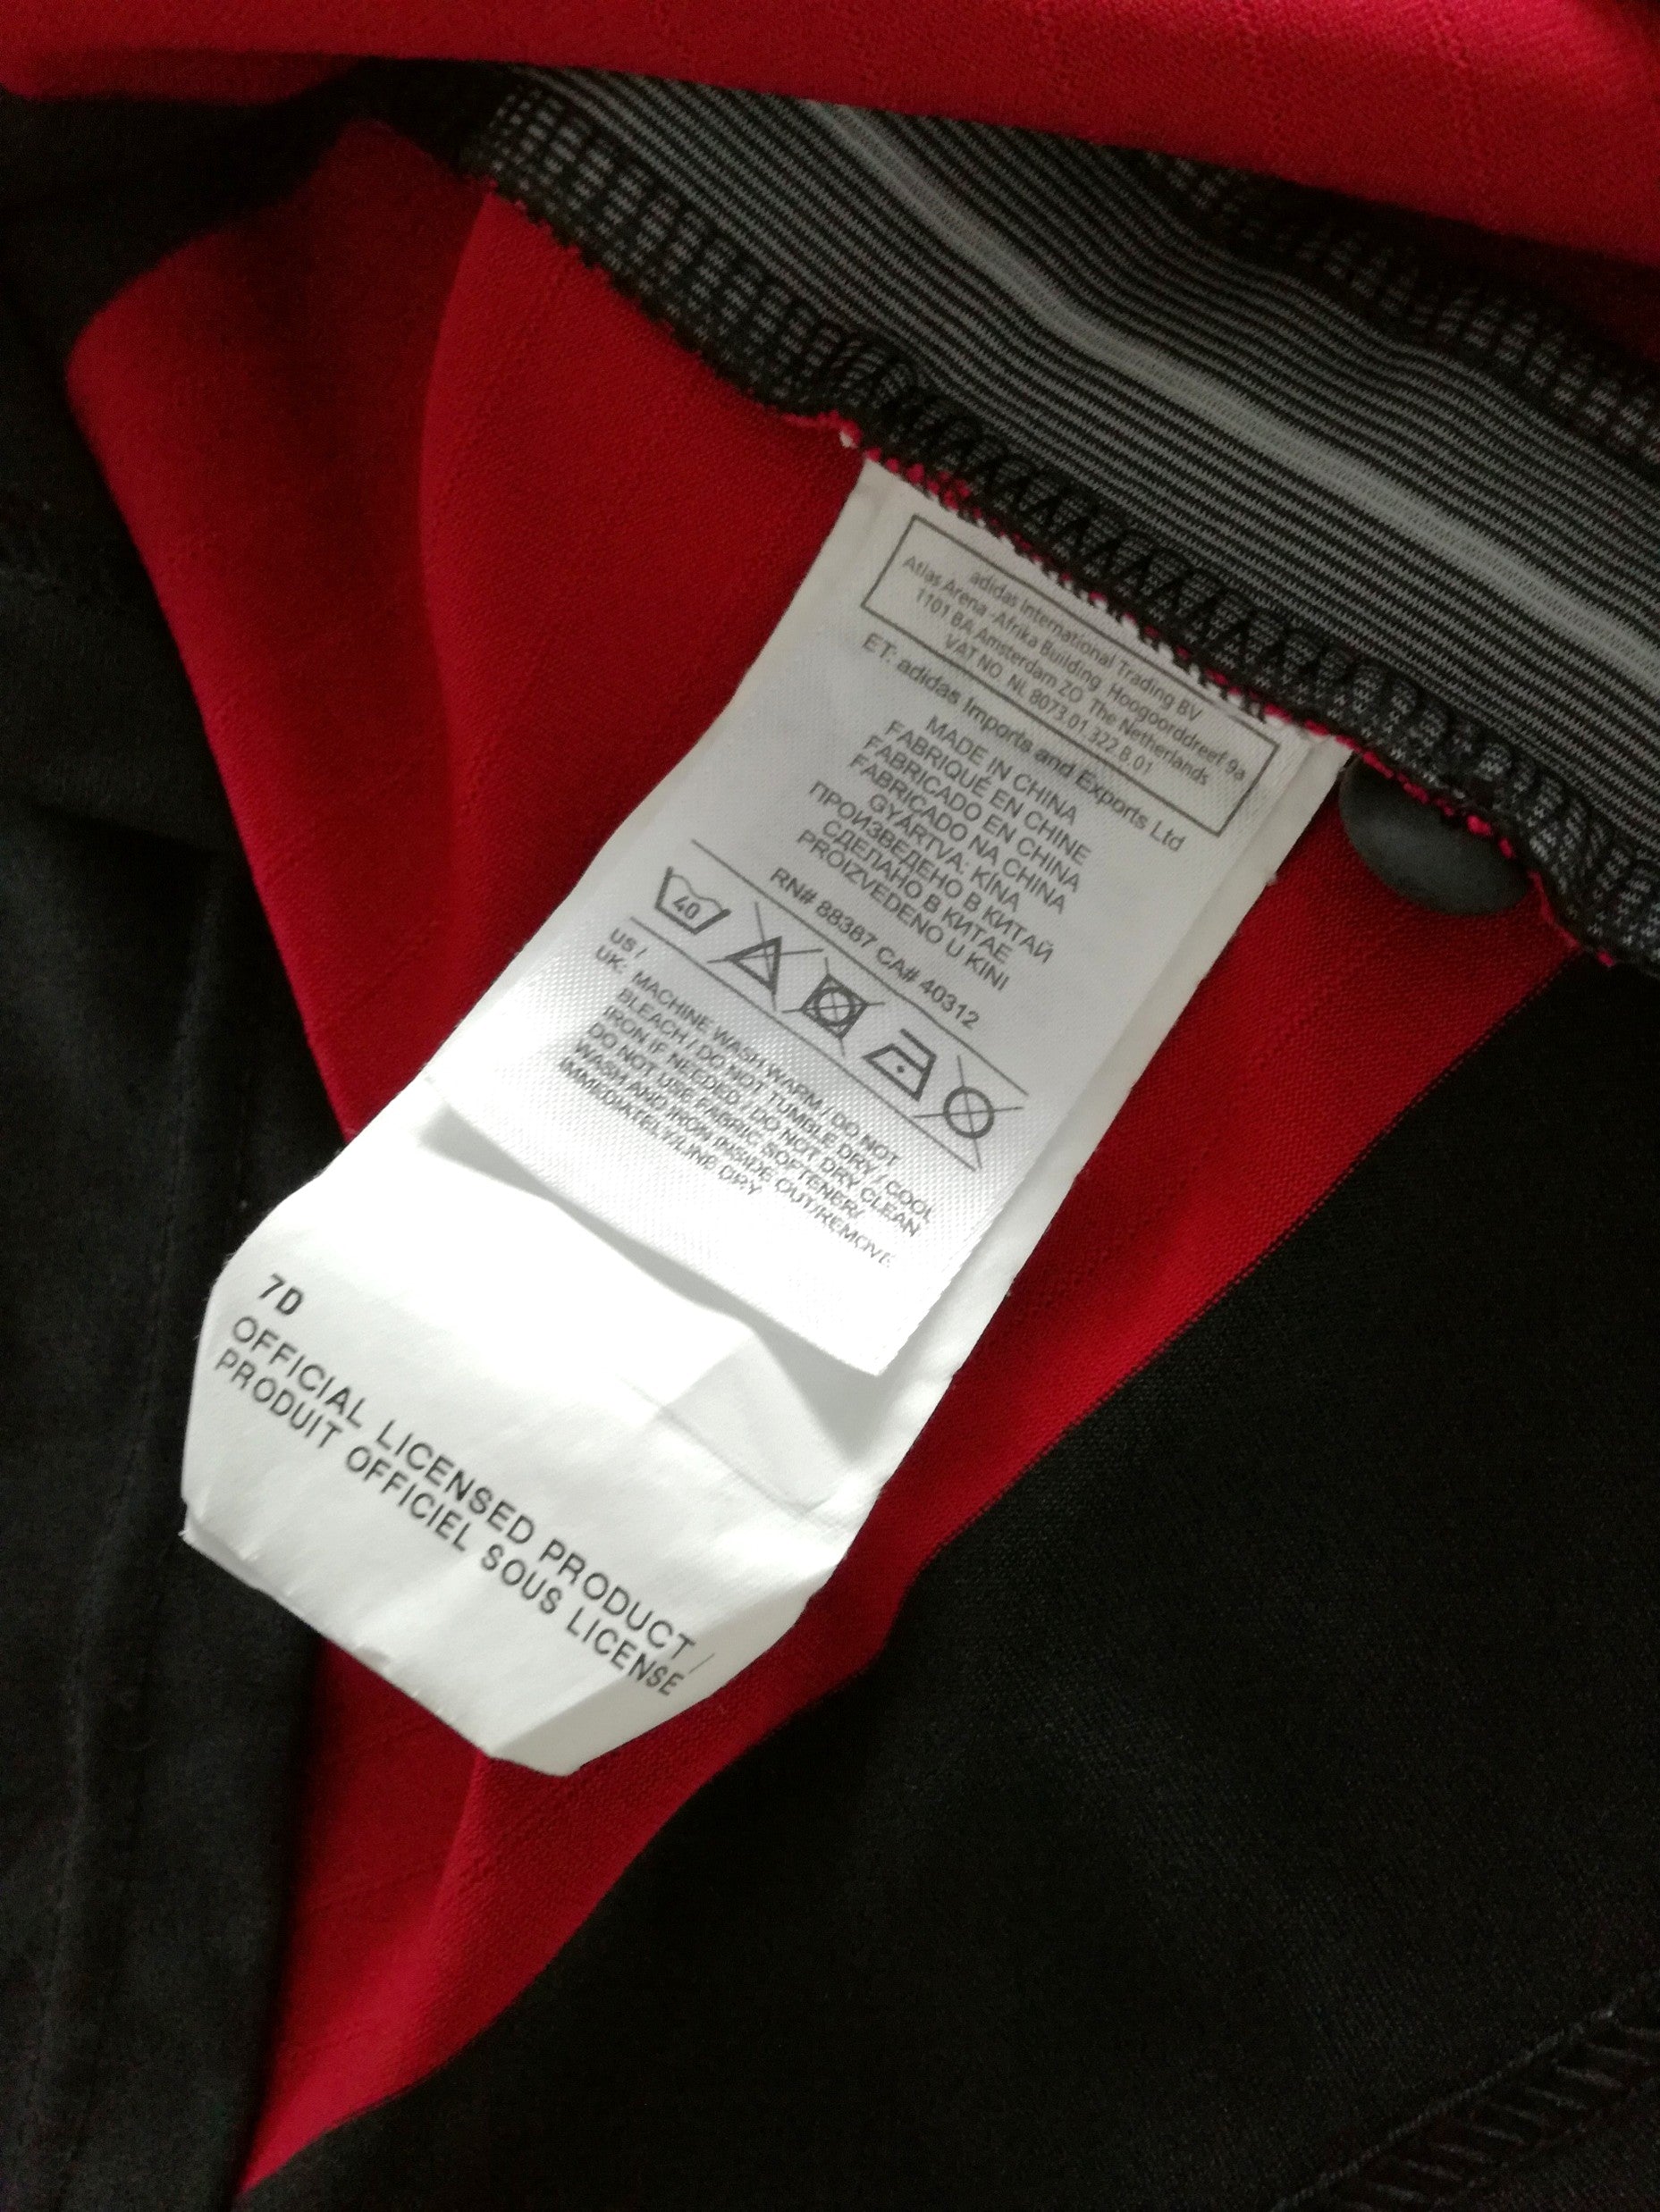 adidas International Trading BV
Atlas Arena -Afrika Building Hoogoorddreef 9a
1101 BA Amsterdam ZO The Netherlands
VAT NO NL 8073.01.322.B.01
ET: adidas Imports and Exports Ltd
MADE IN CHINA
FABRIQUÉ EN CHINE
FABRICADO EN CHINA
FABRICADO NA CHINA
GYÁRTVA: KÍNA
ПРОИЗВЕДЕНО В КИТАЙ
СДЕЛАНО В КИТАЕ
PROIZVEDENO U KINI
RN# 88387 CA# 40312
40
US /
UK: MACHINE WASH WARM / DO NOT
BLEACH / DO NOT TUMBLE DRY / COOL
IRON IF NEEDED / DO NOT DRY CLEAN
DO NOT USE FABRIC SOFTENER/
WASH AND IRON INSIDE OUT/REMOVE
IMMEDIATELY/LINE DRY
7D
OFFICIAL LICENSED PRODUCT /
PRODUIT OFFICIEL SOUS LICENSE